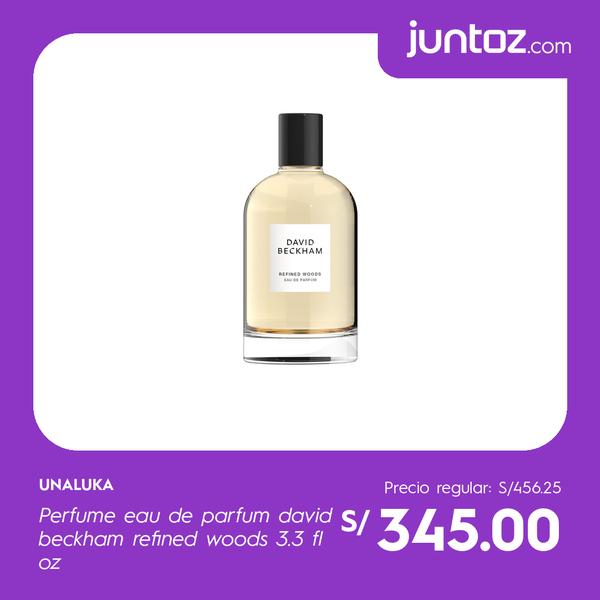 juntoz.com
DAVID
BECKHAM
REFINED WOODS
EAU DE PARFUM
UNALUKA
Perfume eau de parfum david
beckham refined woods 3.3 fl
oz
Precio regular: S/456.25
S/ 345.00